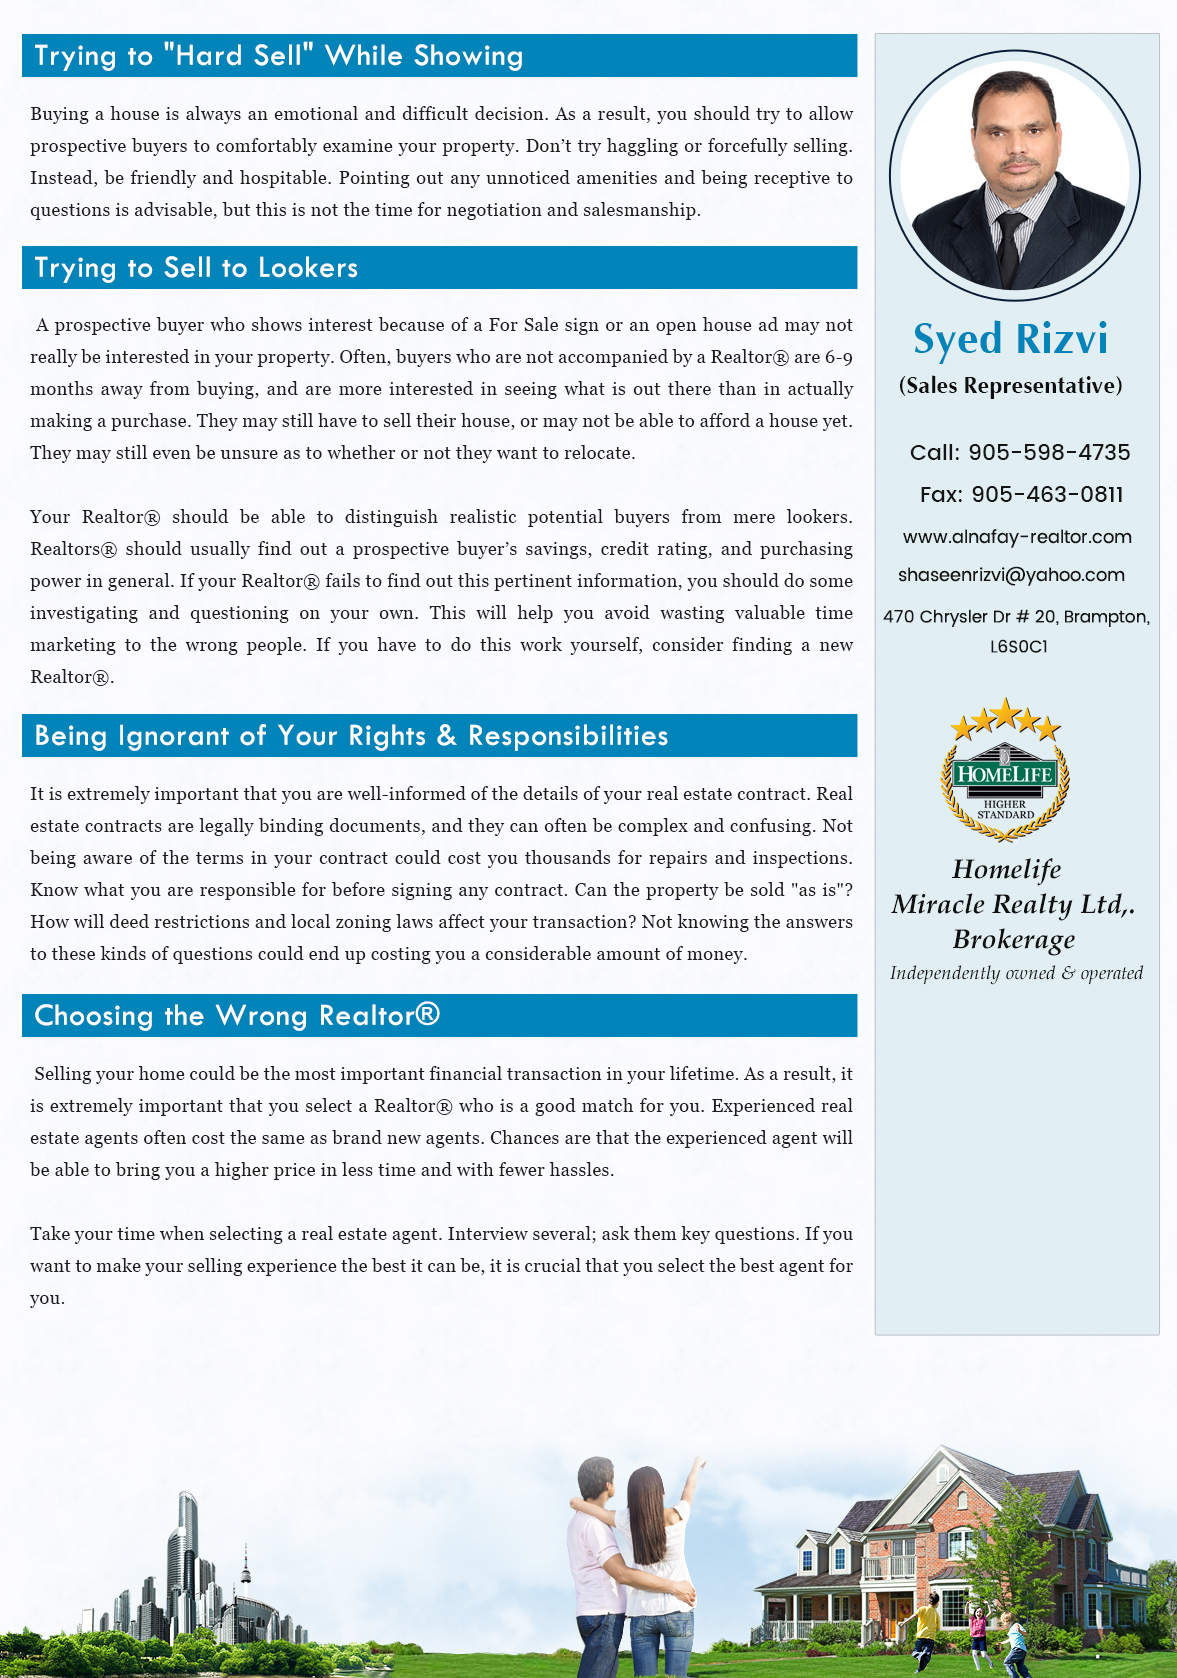 Trying to "Hard Sell" While Showing
Buying a house is always an emotional and difficult decision. As a result, you should try to allow
prospective buyers to comfortably examine your property. Don’t try haggling or forcefully selling.
Instead, be friendly and hospitable. Pointing out any unnoticed amenities and being receptive to
questions is advisable, but this is not the time for negotiation and salesmanship.
Trying to Sell to Lookers
A prospective buyer who shows interest because of a For Sale sign or an open house ad may not
really be interested in your property. Often, buyers who are not accompanied by a Realtor® are 6-9
months away from buying, and are more interested in seeing what is out there than in actually
making a purchase. They may still have to sell their house, or may not be able to afford a house yet.
They may still even be unsure as to whether or not they want to relocate.
Your Realtor® should be able to distinguish realistic potential buyers from mere lookers.
Realtors® should usually find out a prospective buyer’s savings, credit rating, and purchasing
power in general. If your Realtor® fails to find out this pertinent information, you should do some
investigating and questioning on your own. This will help you avoid wasting valuable time
marketing to the wrong people. If you have to do this work yourself, consider finding a new
Realtor®.
Being Ignorant of Your Rights & Responsibilities
It is extremely important that you are well-informed of the details of your real estate contract. Real
estate contracts are legally binding documents, and they can often be complex and confusing. Not
being aware of the terms in your contract could cost you thousands for repairs and inspections.
Know what you are responsible for before signing any contract. Can the property be sold "as is"?
How will deed restrictions and local zoning laws affect your transaction? Not knowing the answers
to these kinds of questions could end up costing you a considerable amount of money.
Choosing the Wrong Realtor®
Selling your home could be the most important financial transaction in your lifetime. As a result, it
is extremely important that you select a Realtor® who is a good match for you. Experienced real
estate agents often cost the same as brand new agents. Chances are that the experienced agent will
be able to bring you a higher price in less time and with fewer hassles.
Take your time when selecting a real estate agent. Interview several; ask them key questions. If you
want to make your selling experience the best it can be, it is crucial that you select the best agent for
you.
Syed Rizvi
(Sales Representative)
Call: 905-598-4735
Fax: 905-463-0811
www.alnafay-realtor.com
shaseenrizvi@yahoo.com
470 Chrysler Dr # 20, Brampton,
L6S0C1
HOMELIFE
HIGHER
STANDARD
Homelife
Miracle Realty Ltd,.
Brokerage
Independently owned & operated